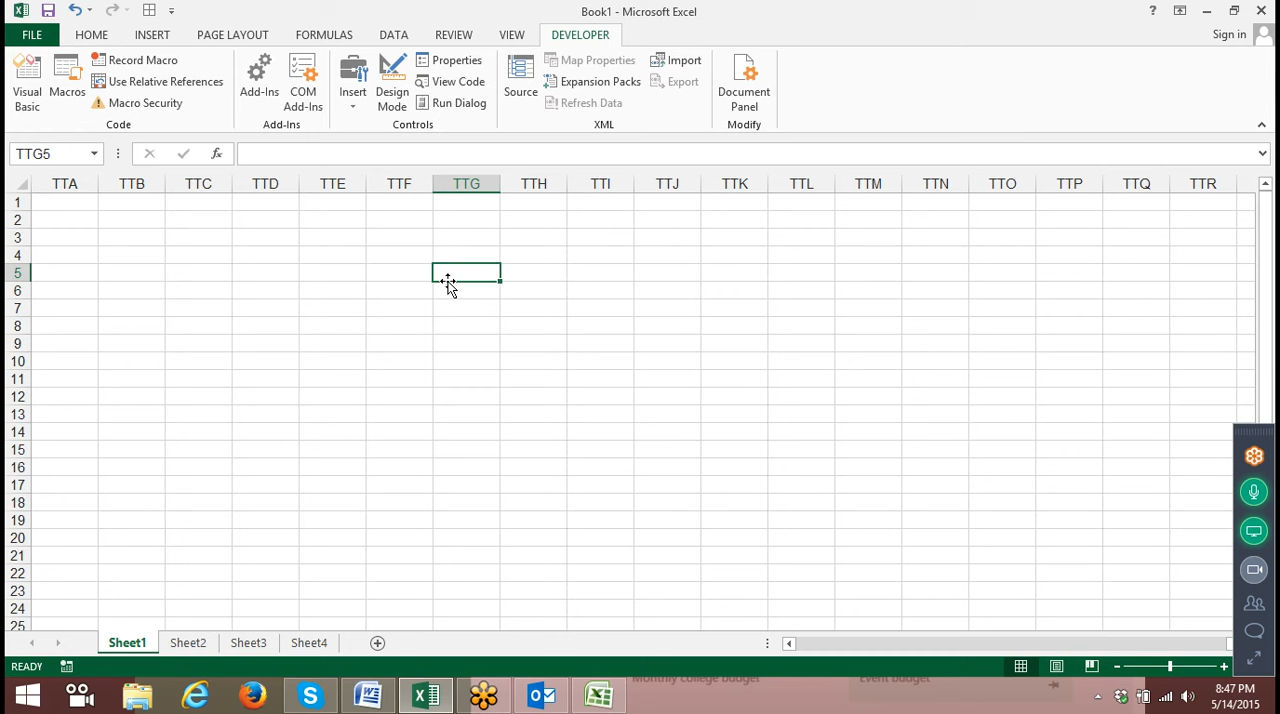 Book1 - Microsoft Excel
?
FILE HOME INSERT PAGE LAYOUT FORMULAS DATA REVIEW VIEW DEVELOPER Sign in
Visual Basic
Macros
Record Macro
Use Relative References
Macro Security
Code
Add-Ins
COM Add-Ins
Add-Ins
Insert
Design Mode
Properties
View Code
Run Dialog
Controls
Source
Map Properties
Expansion Packs
Refresh Data
Import
Export
XML
Document Panel
Modify
TTG5 fx
TTA TTB TTC TTD TTE TTF TTG TTH TTI TTJ TTK TTL TTM TTN TTO TTP TTQ TTR
1
2
3
4
5
6
7
8
9
10
11
12
13
14
15
16
17
18
19
20
21
22
23
24
25
Sheet1 Sheet2 Sheet3 Sheet4
READY
Monthly college budget Event budget
8:47 PM
5/14/2015